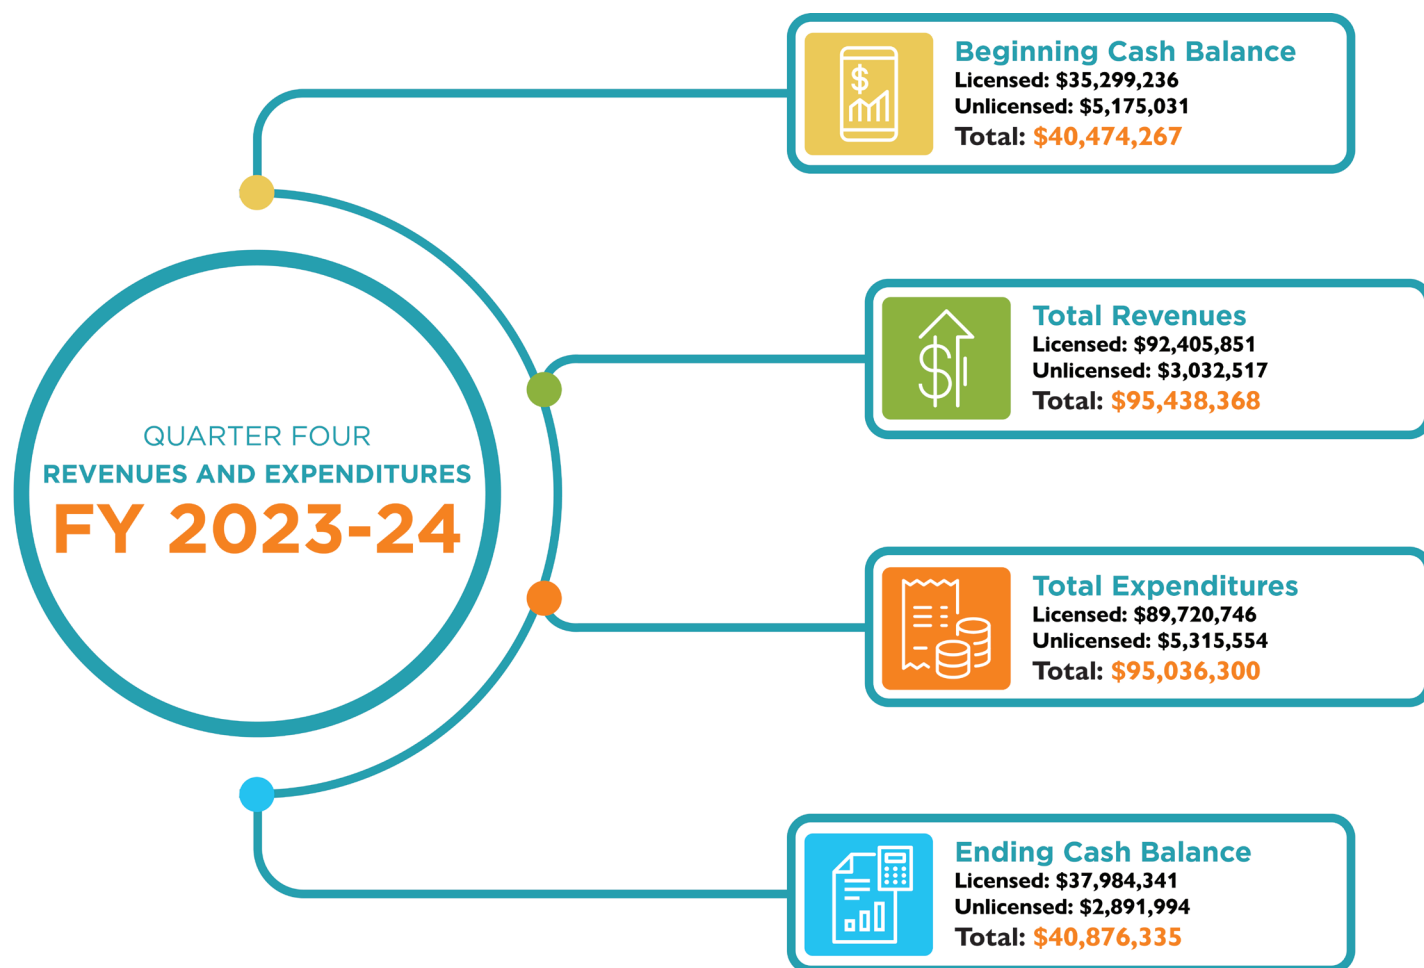 Beginning Cash Balance
Licensed: $35,299,236
Unlicensed: $5,175,031
Total: $40,474,267
Total Revenues
Licensed: $92,405,851
Unlicensed: $3,032,517
Total: $95,438,368
QUARTER FOUR
REVENUES AND EXPENDITURES
FY 2023-24
Total Expenditures
Licensed: $89,720,746
Unlicensed: $5,315,554
Total: $95,036,300
Ending Cash Balance
Licensed: $37,984,341
Unlicensed: $2,891,994
Total: $40,876,335